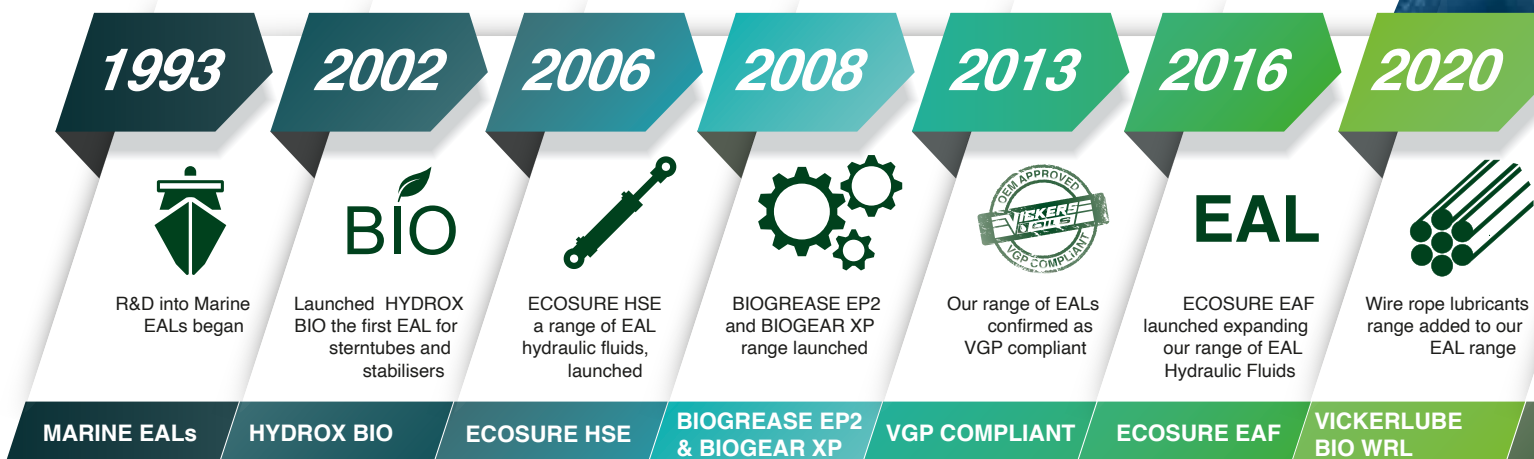 1993
2002
2006
2008
2013
2016
2020
BIO
OEM APPROVED
VICKERS
OILS
VGP COMPLIANT
EAL
R&D into Marine
EALs began
Launched HYDROX
BIO the first EAL for
sterntubes and
stabilisers
ECOSURE HSE
a range of EAL
hydraulic fluids,
launched
BIOGREASE EP2
and BIOGEAR XP
range launched
Our range of EALs
confirmed as
VGP compliant
ECOSURE EAF
launched expanding
our range of EAL
Hydraulic Fluids
Wire rope lubricants
range added to our
EAL range
MARINE EALs
HYDROX BIO
ECOSURE HSE
BIOGREASE EP2
& BIOGEAR XP
VGP COMPLIANT
ECOSURE EAF
VICKERLUBE
BIO WRL